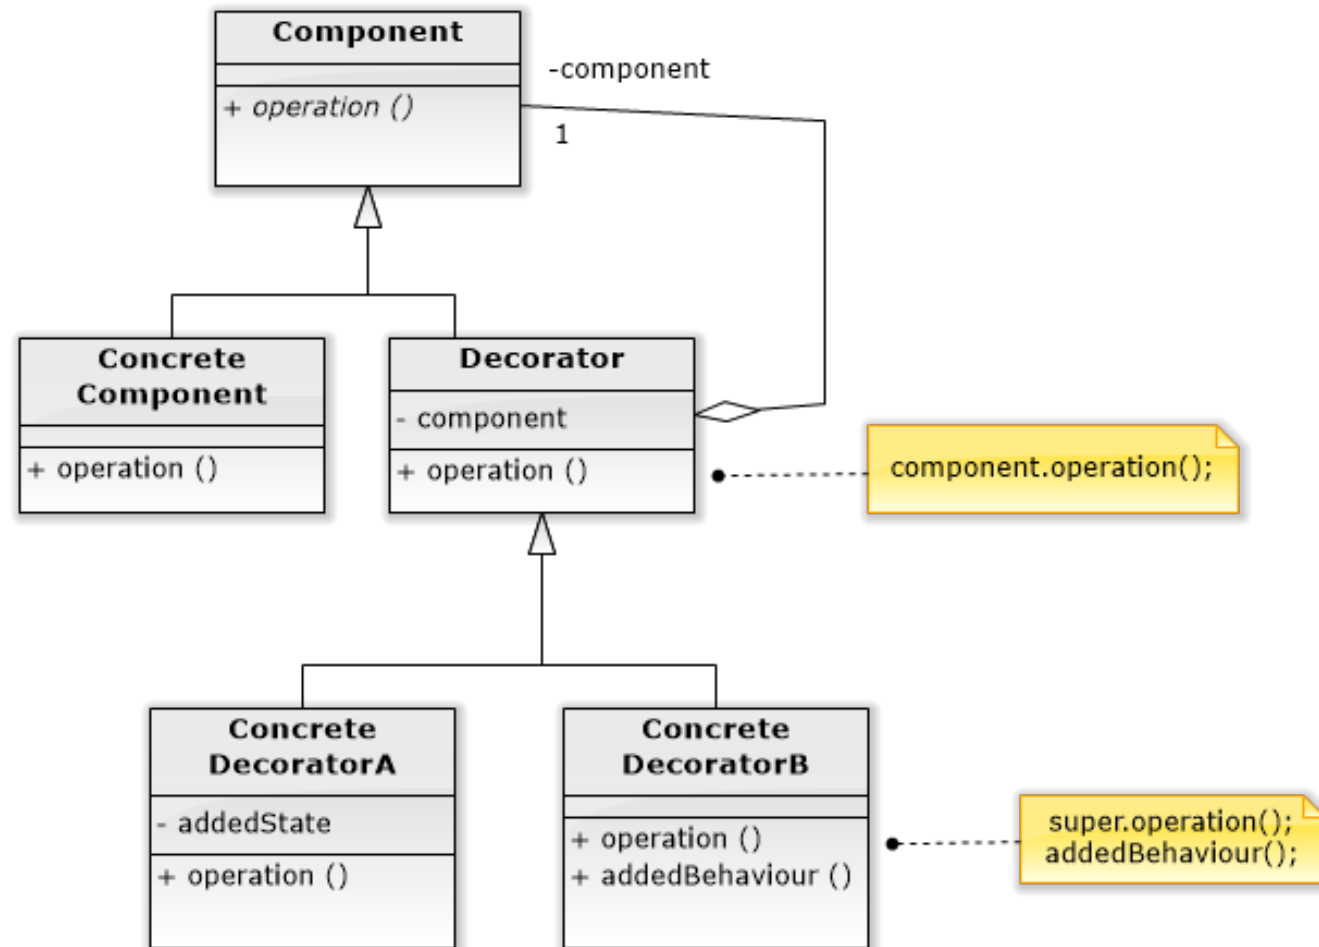 Component
-component
+ operation ()
1
Concrete
Component
+ operation ()
Decorator
- component
+ operation ()
component.operation();
Concrete
DecoratorA
- addedState
+ operation ()
Concrete
DecoratorB
+ operation ()
+ addedBehaviour ()
super.operation();
addedBehaviour();